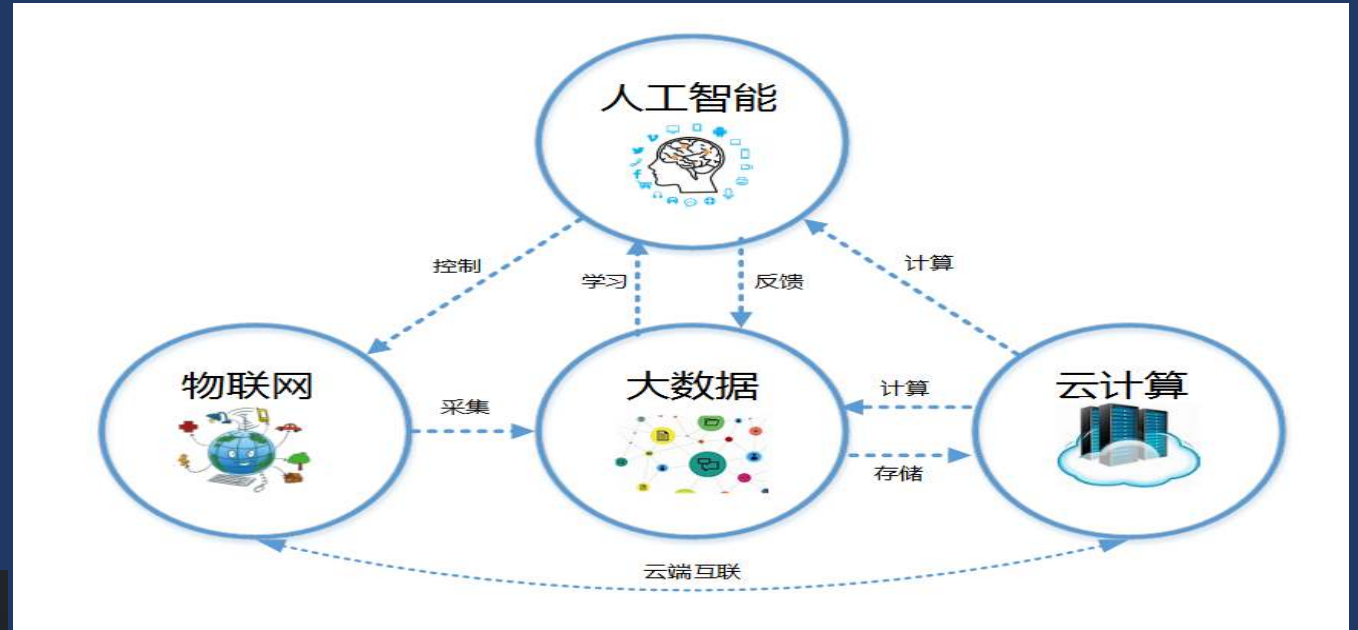 人工智能
控制
学习
反馈
计算
物联网
采集
大数据
计算
存储
云计算
云端互联